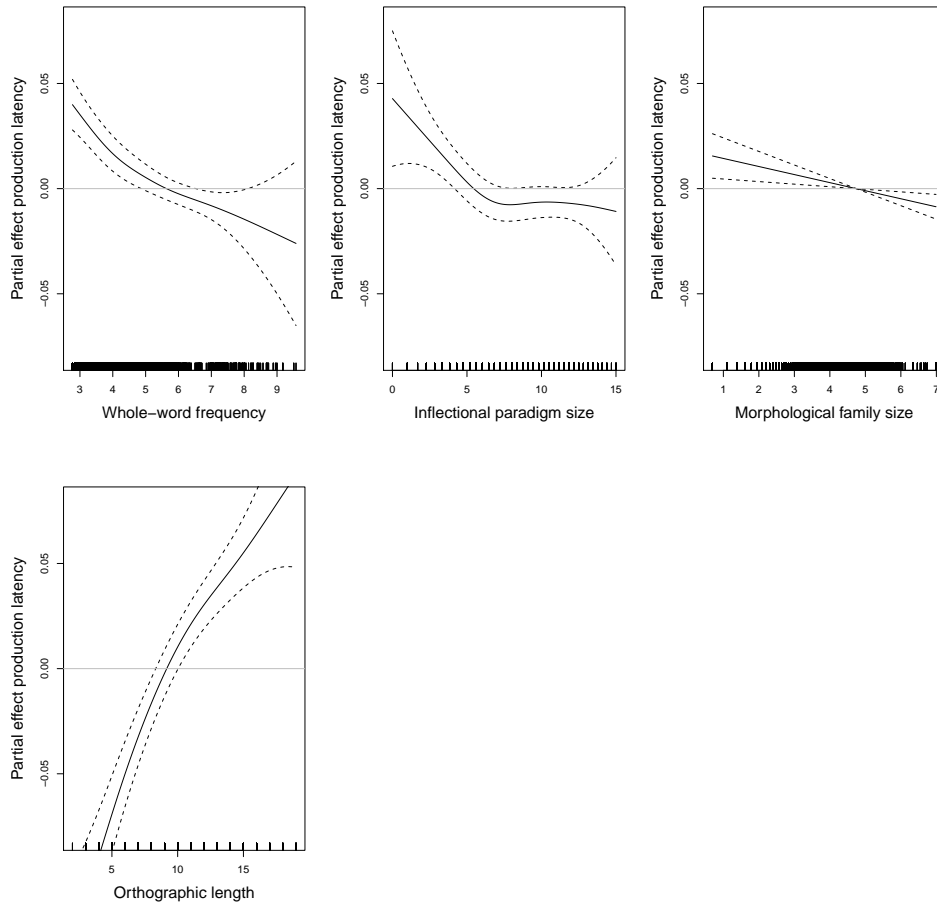 Partial effect production latency
0.05
0.00
−0.05
3 4 5 6 7 8 9
Whole−word frequency
Partial effect production latency
0.05
0.00
−0.05
0 5 10 15
Inflectional paradigm size
Partial effect production latency
0.05
0.00
−0.05
1 2 3 4 5 6 7
Morphological family size
Partial effect production latency
0.05
0.00
−0.05
5 10 15
Orthographic length